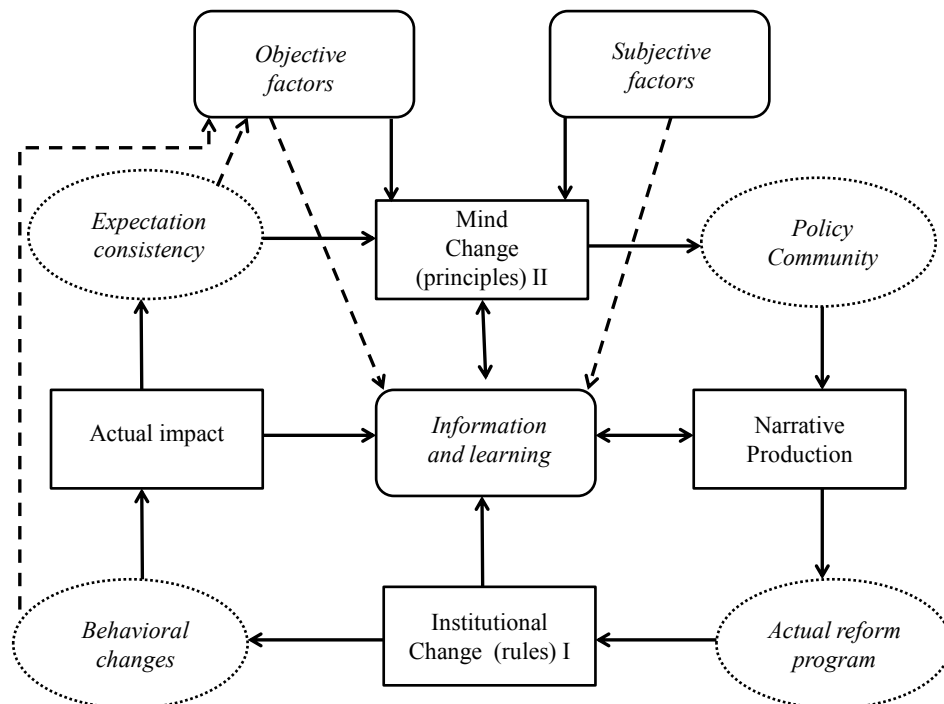 Objective
factors
Subjective
factors
Expectation
consistency
Mind
Change
(principles) II
Policy
Community
Actual impact
Information
and learning
Narrative
Production
Behavioral
changes
Institutional
Change (rules) I
Actual reform
program